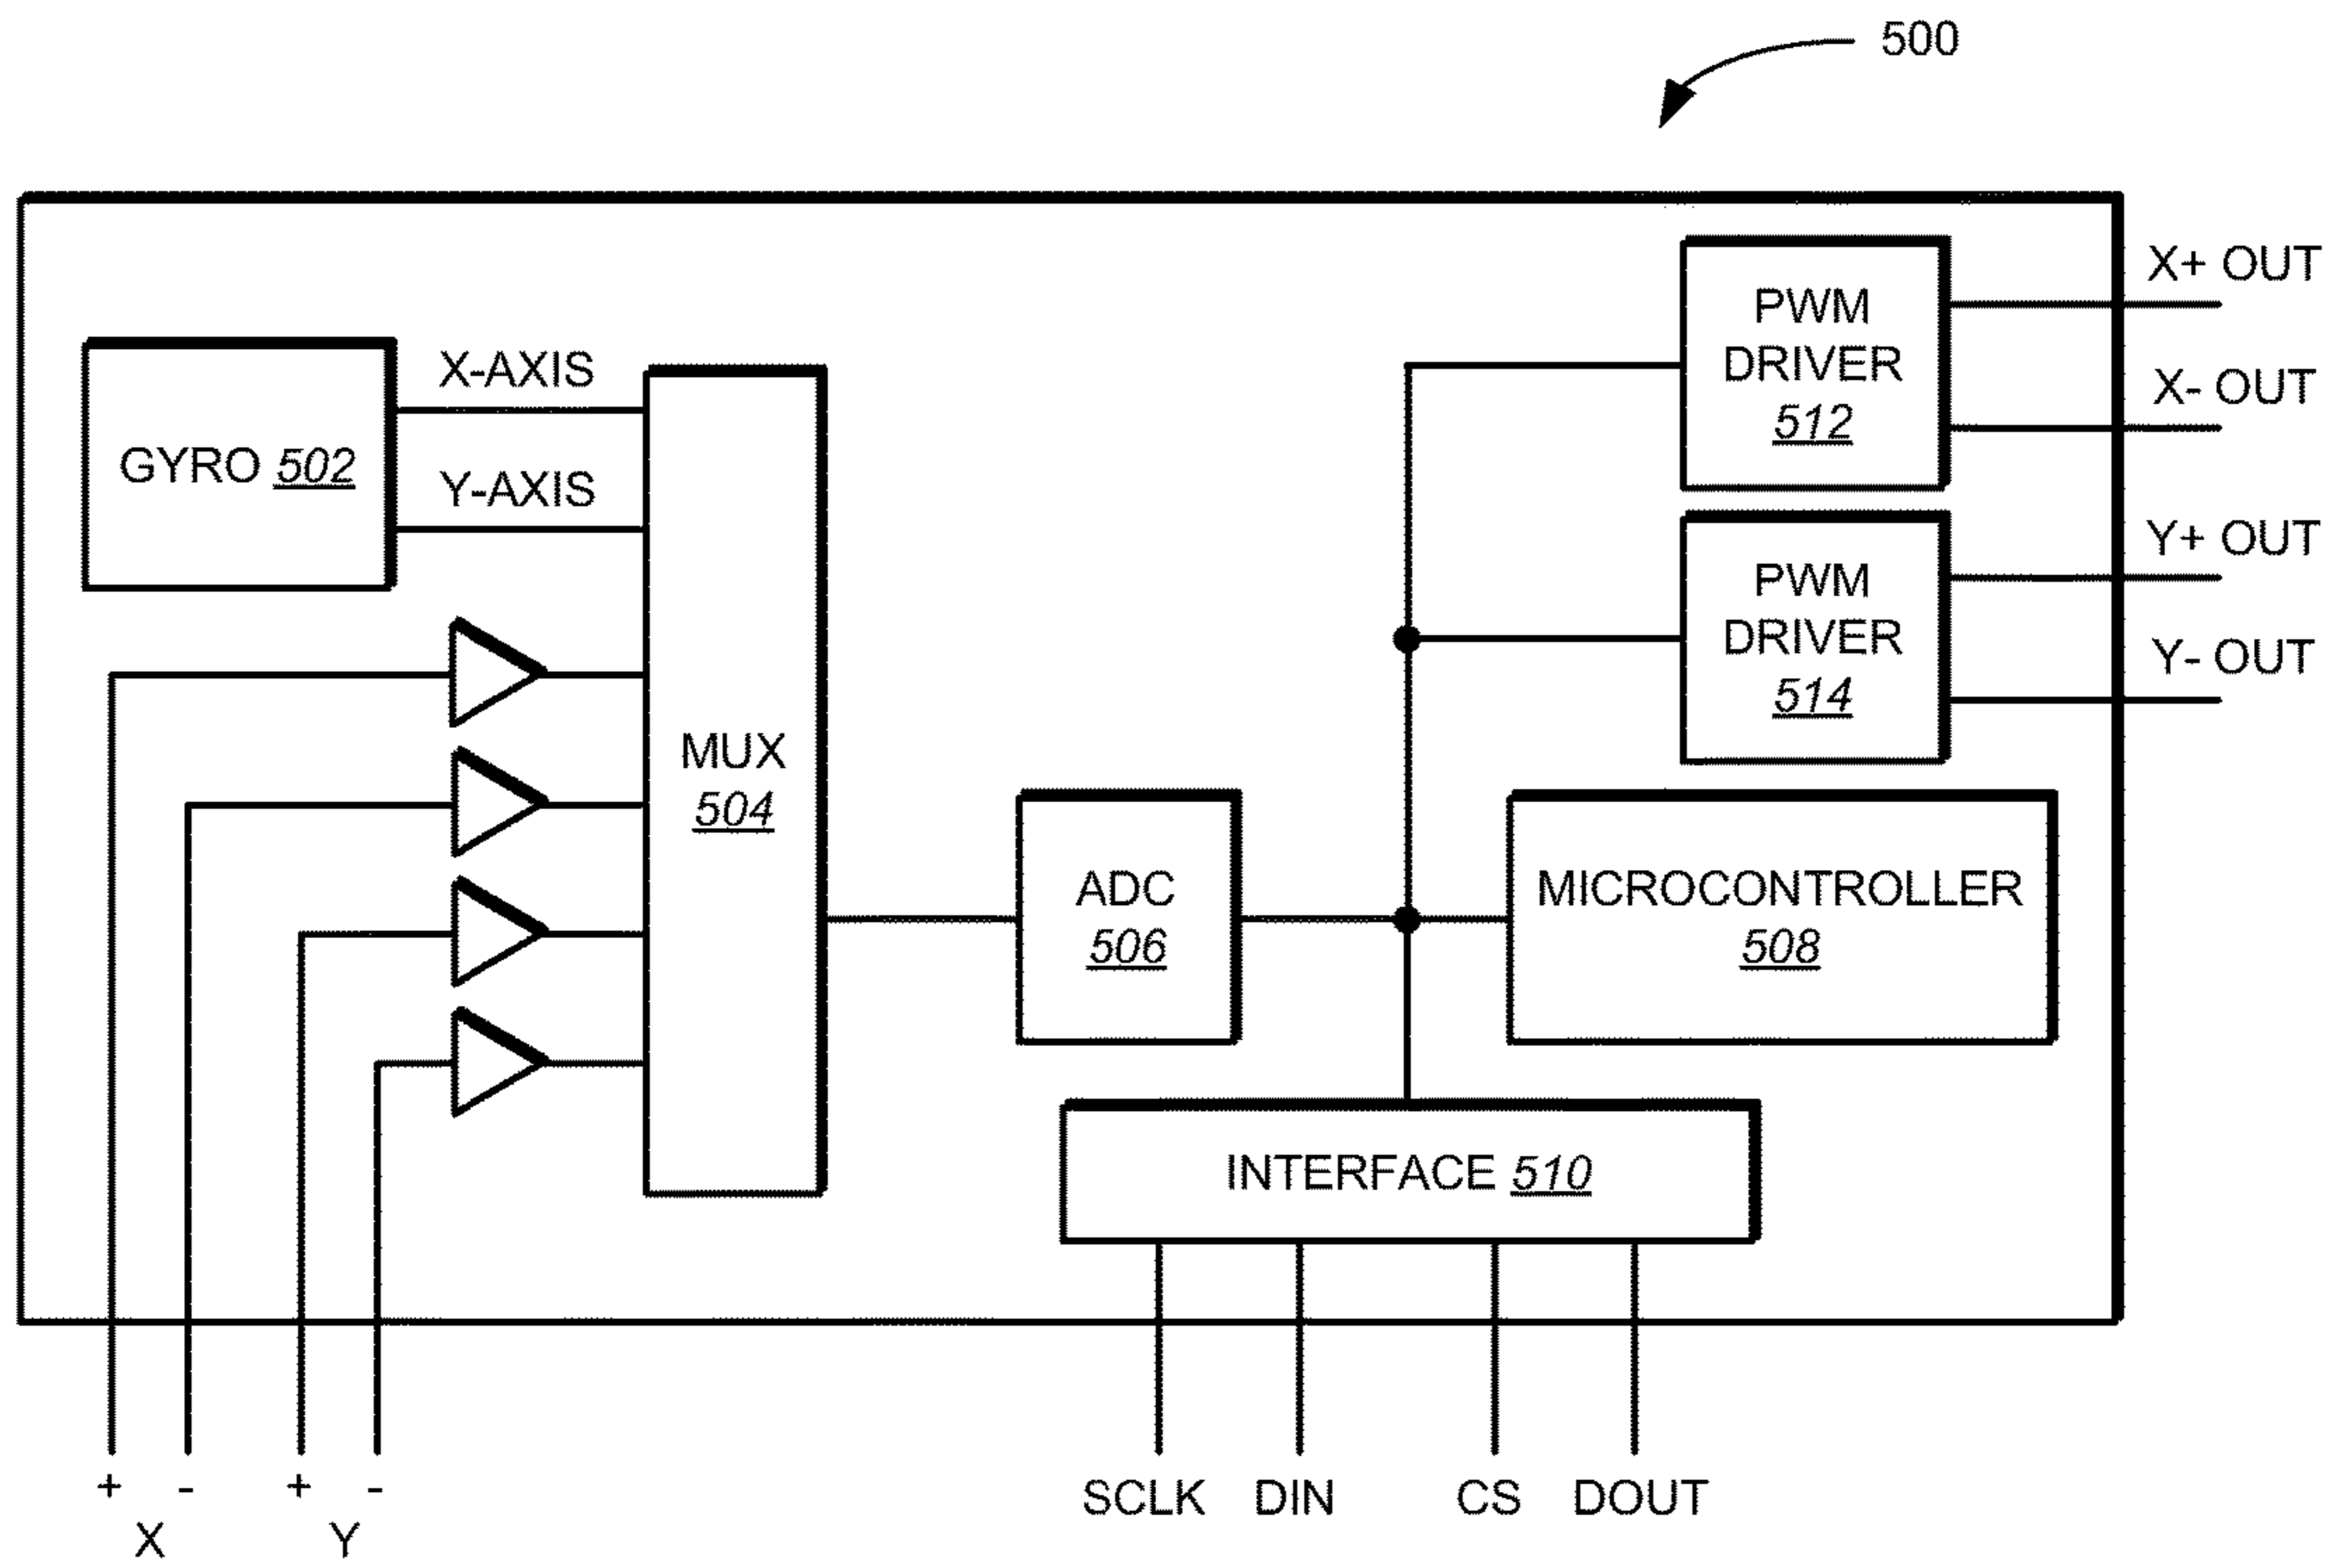 500
X+ OUT
PWM
DRIVER
512
X- OUT
X-AXIS
GYRO 502
Y-AXIS
Y+ OUT
PWM
DRIVER
514
Y- OUT
MUX
504
ADC
506
MICROCONTROLLER
508
INTERFACE 510
+ - + -
X Y
SCLK DIN CS DOUT